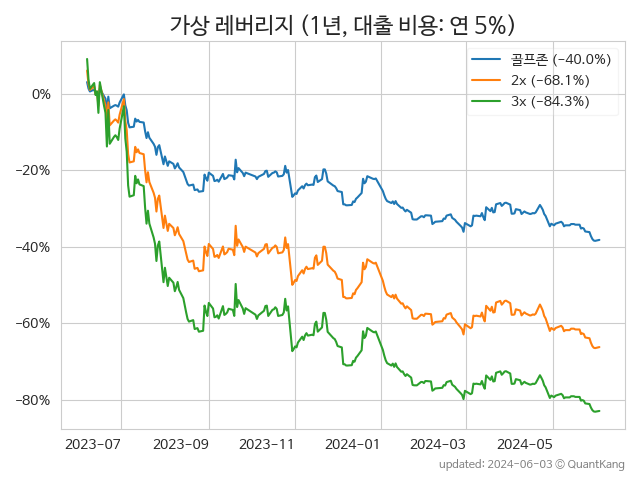 가상 레버리지 (1년, 대출 비용: 연 5%)
골프존 (−40.0%)
2x (−68.1%)
3x (−84.3%)
0%
−20%
−40%
−60%
−80%
2023-07 2023-09 2023-11 2024-01 2024-03 2024-05
updated: 2024-06-03 © QuantKang